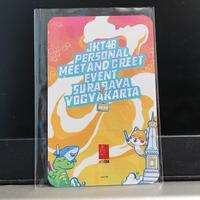 JKT48
PERSONAL
MEET AND GREET
EVENT
SURABAYA
YOGYAKARTA